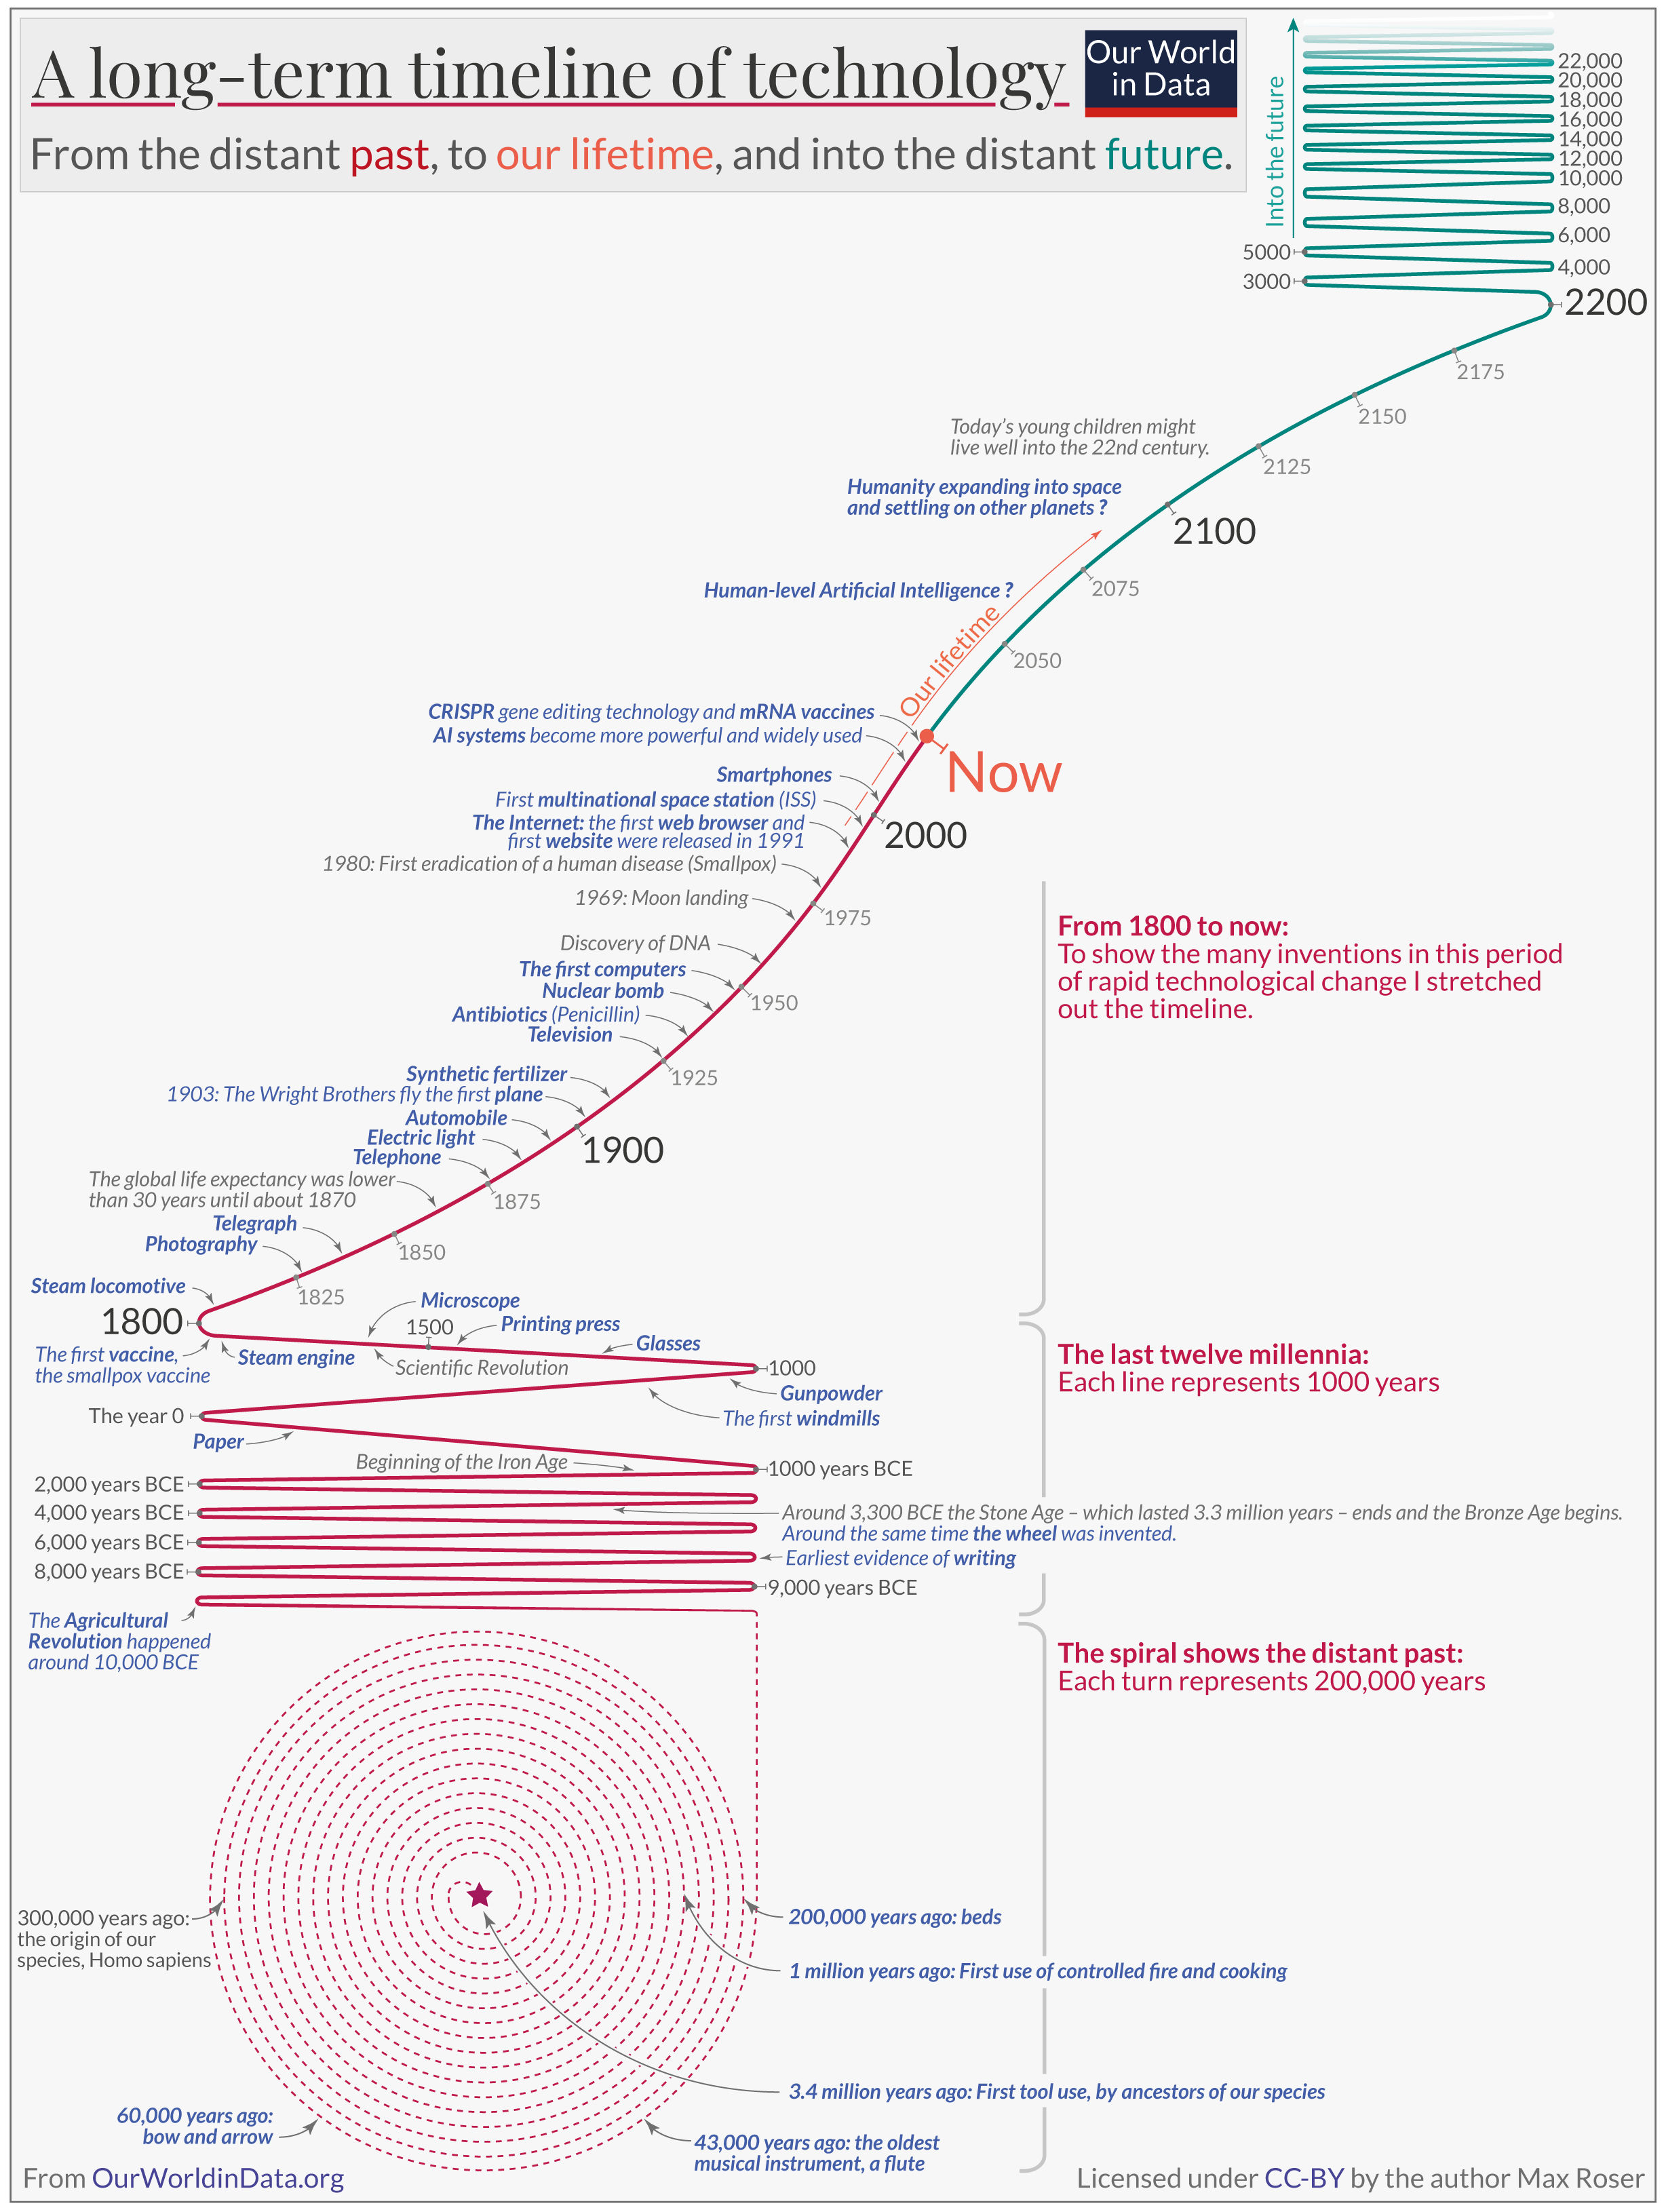 A long-term timeline of technology
Our World
in Data
From the distant past, to our lifetime, and into the distant future.
Into the future
22,000
20,000
18,000
16,000
14,000
12,000
10,000
8,000
6,000
5000
4,000
3000
2200
2175
2150
Today's young children might
live well into the 22nd century.
2125
Humanity expanding into space
and settling on other planets ?
2100
Human-level Artificial Intelligence ?
2075
Our lifetime
2050
CRISPR gene editing technology and mRNA vaccines
AI systems become more powerful and widely used
Now
Smartphones
First multinational space station (ISS)
The Internet: the first web browser and
first website were released in 1991
2000
1980: First eradication of a human disease (Smallpox)
1969: Moon landing
1975
From 1800 to now:
To show the many inventions in this period
of rapid technological change I stretched
out the timeline.
Discovery of DNA
The first computers
Nuclear bomb
1950
Antibiotics (Penicillin)
Television
Synthetic fertilizer
1925
1903: The Wright Brothers fly the first plane
Automobile
Electric light
1900
Telephone
The global life expectancy was lower
than 30 years until about 1870
1875
Telegraph
Photography
1850
Steam locomotive
1825
1800
Microscope
1500
Printing press
Glasses
The first vaccine,
the smallpox vaccine
Steam engine
Scientific Revolution
1000
The last twelve millennia:
Each line represents 1000 years
Gunpowder
The first windmills
The year 0
Paper
Beginning of the Iron Age
1000 years BCE
2,000 years BCE
4,000 years BCE
Around 3,300 BCE the Stone Age – which lasted 3.3 million years – ends and the Bronze Age begins.
Around the same time the wheel was invented.
6,000 years BCE
Earliest evidence of writing
8,000 years BCE
9,000 years BCE
The Agricultural
Revolution happened
around 10,000 BCE
The spiral shows the distant past:
Each turn represents 200,000 years
300,000 years ago:
the origin of our
species, Homo sapiens
200,000 years ago: beds
1 million years ago: First use of controlled fire and cooking
3.4 million years ago: First tool use, by ancestors of our species
60,000 years ago:
bow and arrow
43,000 years ago: the oldest
musical instrument, a flute
From OurWorldinData.org
Licensed under CC-BY by the author Max Roser